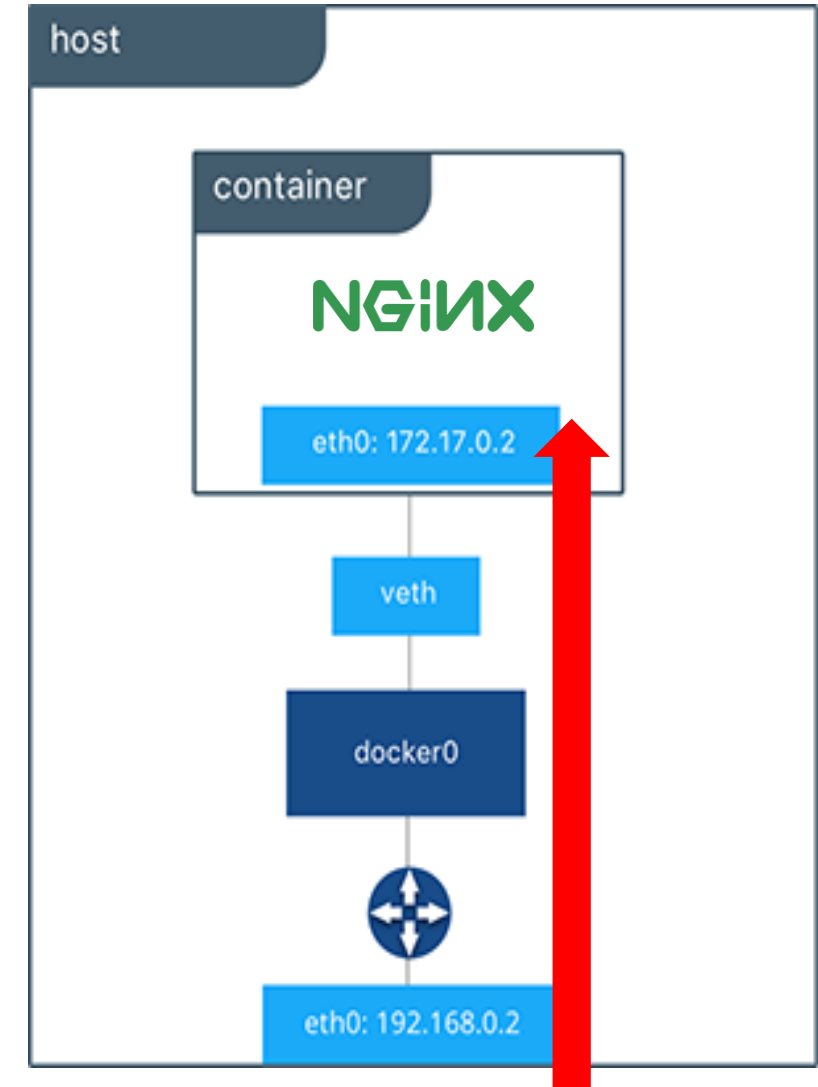 host
container
NGINX
eth0: 172.17.0.2
veth
docker0
eth0: 192.168.0.2